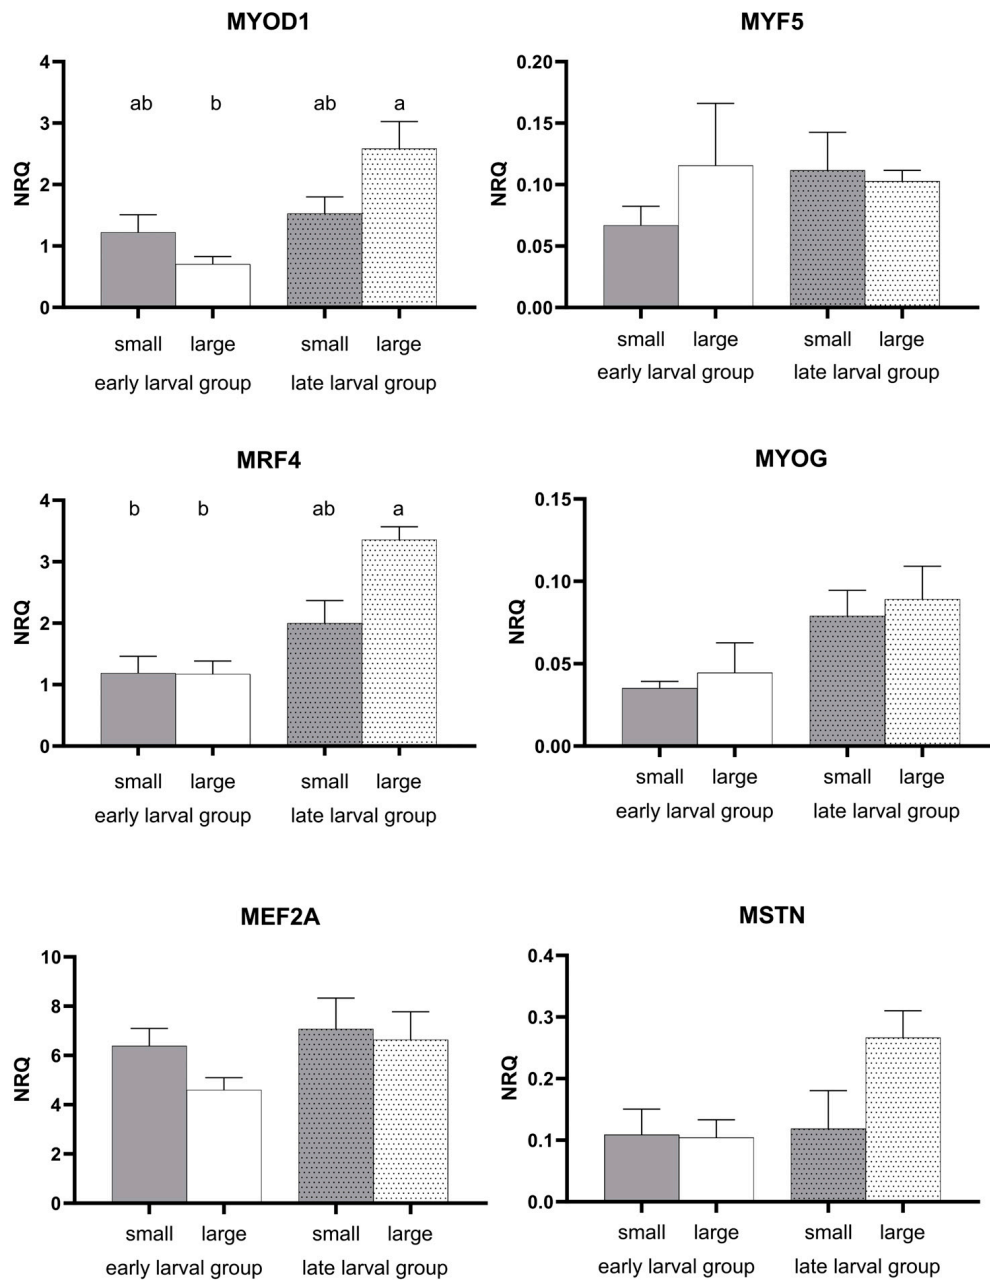 MYOD1
4
3
2
1
0
NRQ
ab b ab a
small large small large
early larval group late larval group
MYF5
0.20
0.15
0.10
0.05
0.00
NRQ
small large small large
early larval group late larval group
MRF4
4
3
2
1
0
NRQ
b b ab a
small large small large
early larval group late larval group
MYOG
0.15
0.10
0.05
0.00
NRQ
small large small large
early larval group late larval group
MEF2A
10
8
6
4
2
0
NRQ
small large small large
early larval group late larval group
MSTN
0.4
0.3
0.2
0.1
0.0
NRQ
small large small large
early larval group late larval group